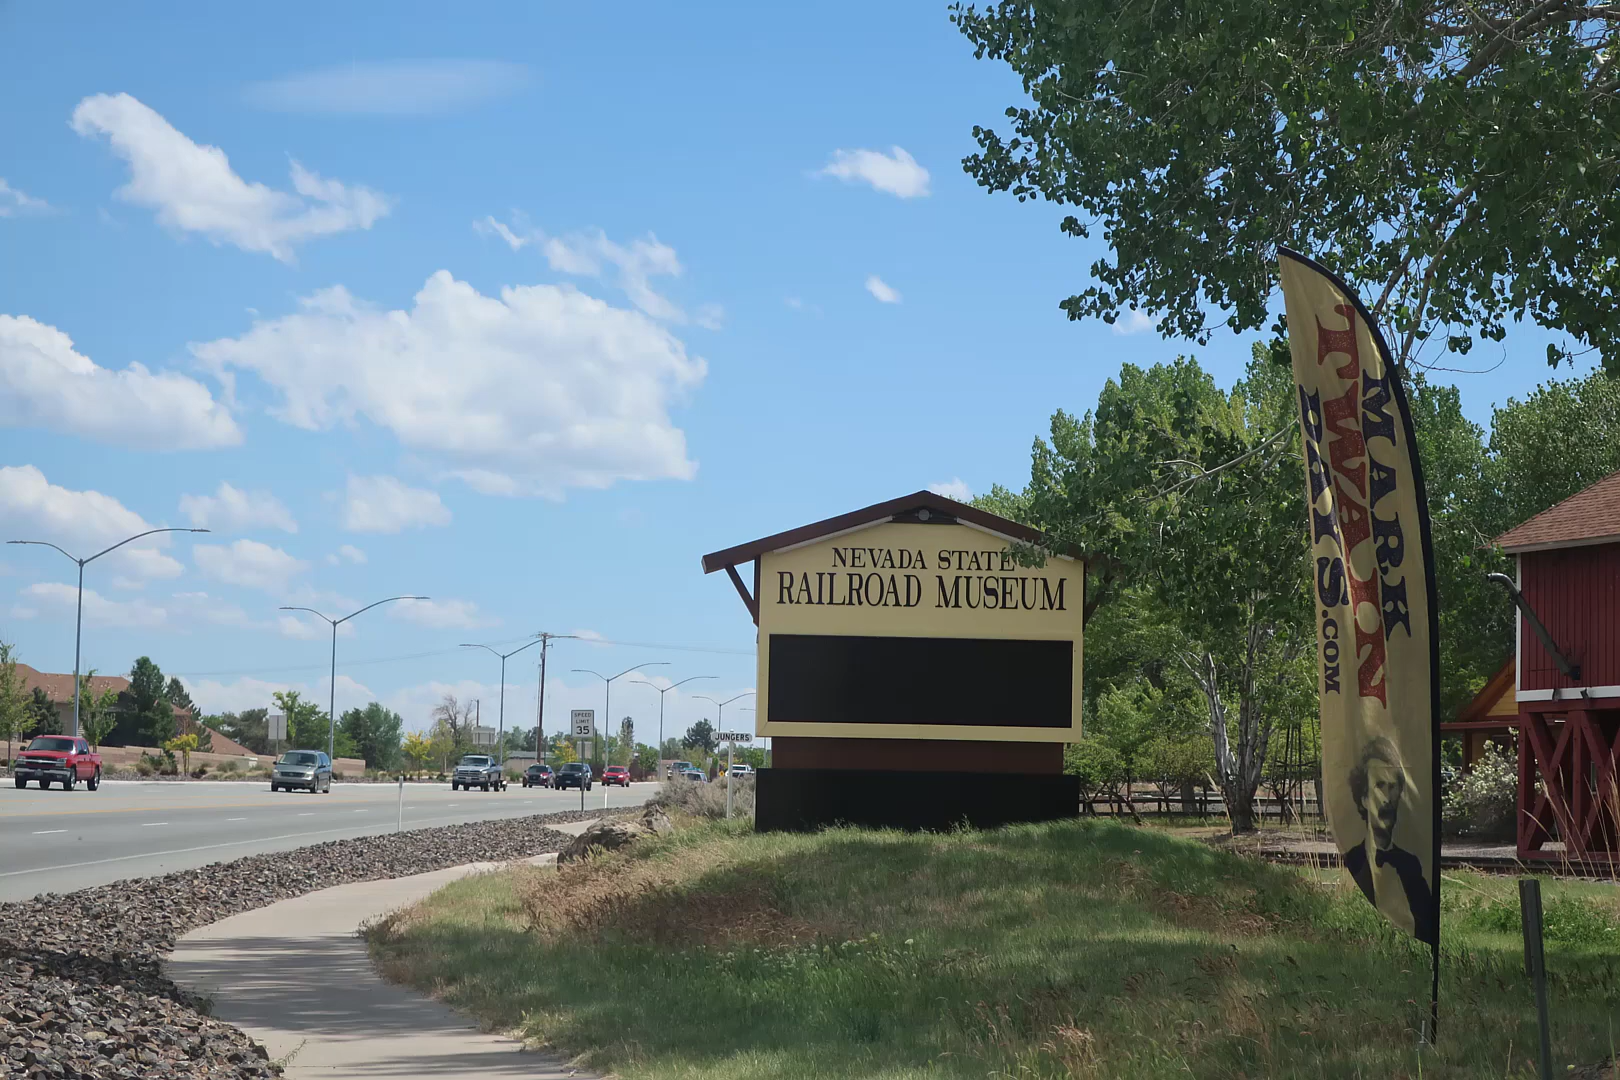 NEVADA STATE
RAILROAD MUSEUM
SPEED
LIMIT
35
JUNGERS
MARK
TWAIN
DAYS.COM